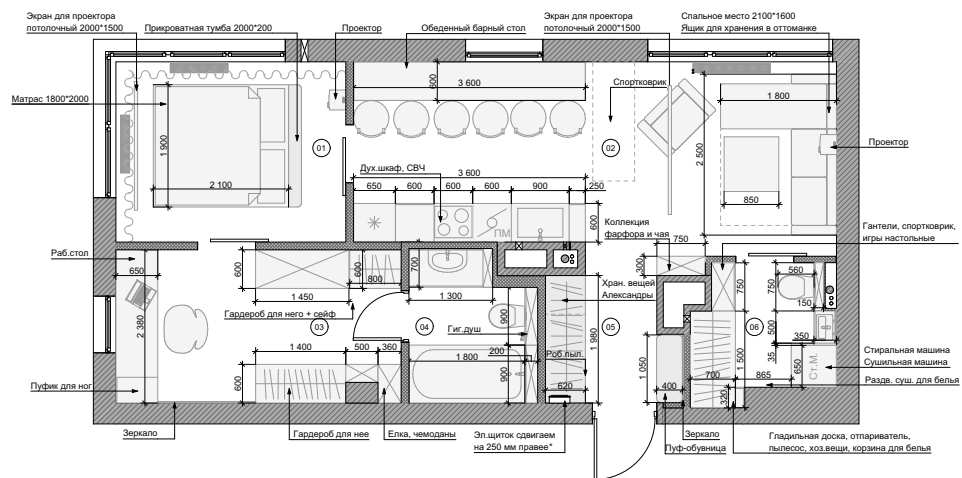 Экран для проектора
потолочный 2000*1500
Прикроватная тумба 2000*200
Проектор
Обеденный барный стол
Экран для проектора
потолочный 2000*1500
Спальное место 2100*1600
Ящик для хранения в оттоманке
Матрас 1800*2000
600
3 600
Спортковрик
1 800
1 900
2 100
01
02
2 500
Проектор
850
Дух.шкаф, СВЧ
3 600
650
600
600
600
900
250
600
ПМ
Коллекция
фарфора и чая
750
300
Гантели, спортковрик,
игры настольные
Раб.стол
650
600
1 450
600
800
700
1 300
Хран. вещей
Александры
750
750
560
150
2 380
Гардероб для него + сейф
03
04
Гиг.душ
900
05
06
1 980
500
350
1 400
500
360
1 800
200
Роб.пыл.
1 050
1 500
35
650
Ст.М.
Стиральная машина
Сушильная машина
Пуфик для ног
600
900
620
400
700
865
320
Раздв. суш. для белья
Зеркало
Гардероб для нее
Елка, чемоданы
Эл.щиток сдвигаем
на 250 мм правее*
Зеркало
Пуф-обувница
Гладильная доска, отпариватель,
пылесос, хоз.вещи, корзина для белья